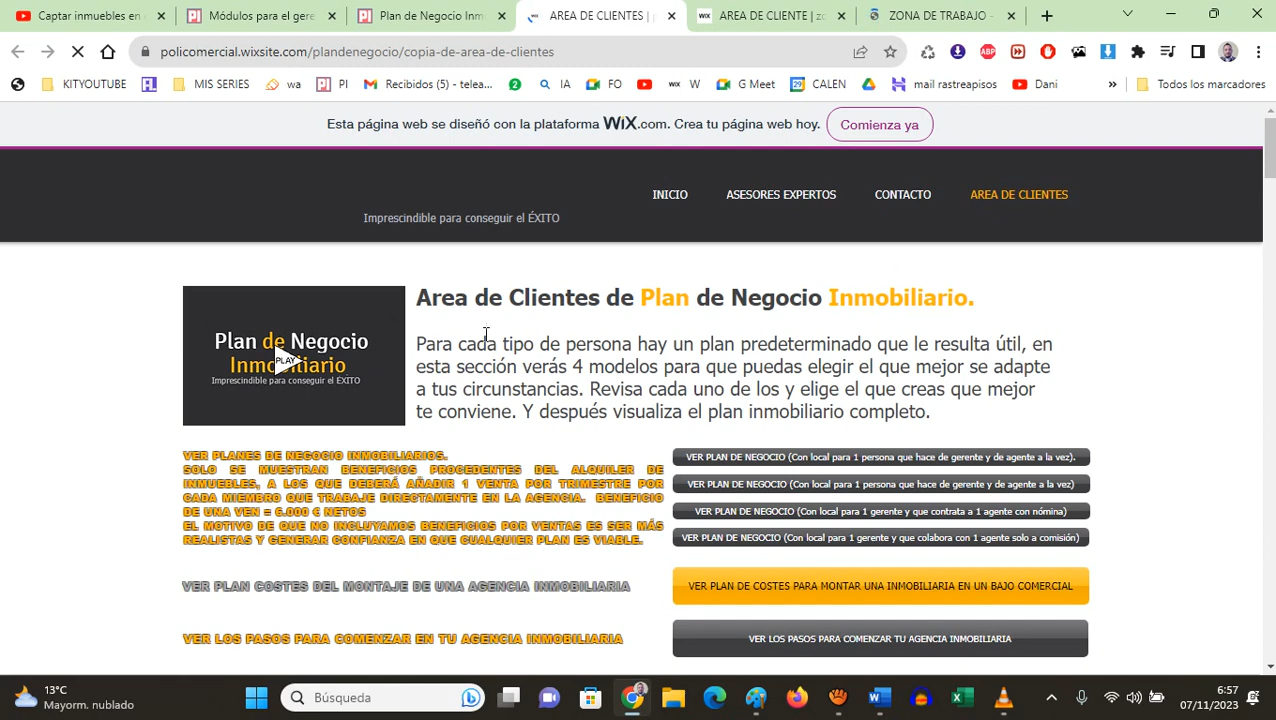 Captar inmuebles en
Módulos para el gere
Plan de Negocio Inm
AREA DE CLIENTES | p
WiX AREA DE CLIENTE | zo
ZONA DE TRABAJO -
policomercial.wixsite.com/plandenegocio/copia-de-area-de-clientes
KITYOUTUBE
MIS SERIES
wa
PI
Recibidos (5) - telea...
2
IA
FO
WiX W
G Meet
CALEN
mail rastreapisos
Dani
»
Todos los marcadores
Esta página web se diseñó con la plataforma WiX.com. Crea tu página web hoy. Comienza ya
INICIO ASESORES EXPERTOS CONTACTO AREA DE CLIENTES
Imprescindible para conseguir el ÉXITO
Plan de Negocio
Inmobiliario
PLAY
Imprescindible para conseguir el ÉXITO
Area de Clientes de Plan de Negocio Inmobiliario.
Para cada tipo de persona hay un plan predeterminado que le resulta útil, en
esta sección verás 4 modelos para que puedas elegir el que mejor se adapte
a tus circunstancias. Revisa cada uno de los y elige el que creas que mejor
te conviene. Y después visualiza el plan inmobiliario completo.
VER PLANES DE NEGOCIO INMOBILIARIOS.
SOLO SE MUESTRAN BENEFICIOS PROCEDENTES DEL ALQUILER DE
INMUEBLES, A LOS QUE DEBERÁ AÑADIR 1 VENTA POR TRIMESTRE POR
CADA MIEMBRO QUE TRABAJE DIRECTAMENTE EN LA AGENCIA. BENEFICIO
DE UNA VEN = 6.000 € NETOS
EL MOTIVO DE QUE NO INCLUYAMOS BENEFICIOS POR VENTAS ES SER MÁS
REALISTAS Y GENERAR CONFIANZA EN QUE CUALQUIER PLAN ES VIABLE.
VER PLAN DE NEGOCIO (Con local para 1 persona que hace de gerente y de agente a la vez).
VER PLAN DE NEGOCIO (Con local para 1 persona que hace de gerente y de agente a la vez)
VER PLAN DE NEGOCIO (Con local para 1 gerente y que contrata a 1 agente con nómina)
VER PLAN DE NEGOCIO (Con local para 1 gerente y que colabora con 1 agente solo a comisión)
VER PLAN COSTES DEL MONTAJE DE UNA AGENCIA INMOBILIARIA
VER PLAN DE COSTES PARA MONTAR UNA INMOBILIARIA EN UN BAJO COMERCIAL
VER LOS PASOS PARA COMENZAR EN TU AGENCIA INMOBILIARIA
VER LOS PASOS PARA COMENZAR TU AGENCIA INMOBILIARIA
13°C
Mayorm. nublado
Búsqueda
6:57
07/11/2023